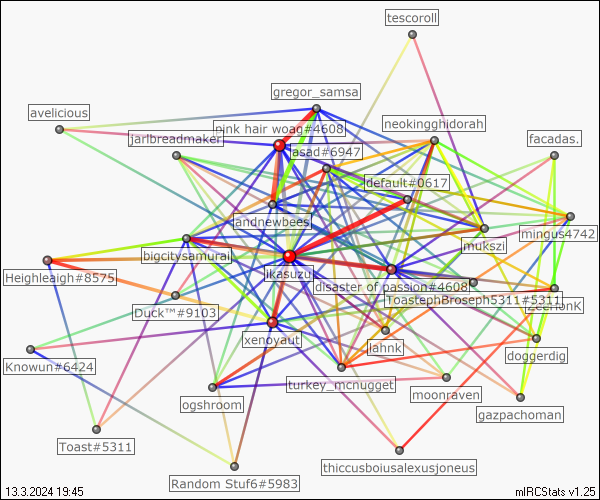 tescoroll
gregor_samsa
avelicious
pink hair woag#4608
neokingghidorah
jarlbreadmaker
facadas.
asad#6947
default#0617
andnewbees
mingus4742
mukszi
bigcitysamurai
ikasuzu
Heighleaigh#8575
disaster of passion#4608
ToastephBroseph5311#5311
ZeeHonK
Duck™#9103
xenoyaut
lahnk
doggerdig
Knowun#6424
turkey_mcnugget
moonraven
ogshroom
gazpachoman
Toast#5311
thiccusboiusalexusjoneus
Random Stuf6#5983
13.3.2024 19:45
mIRCStats v1.25